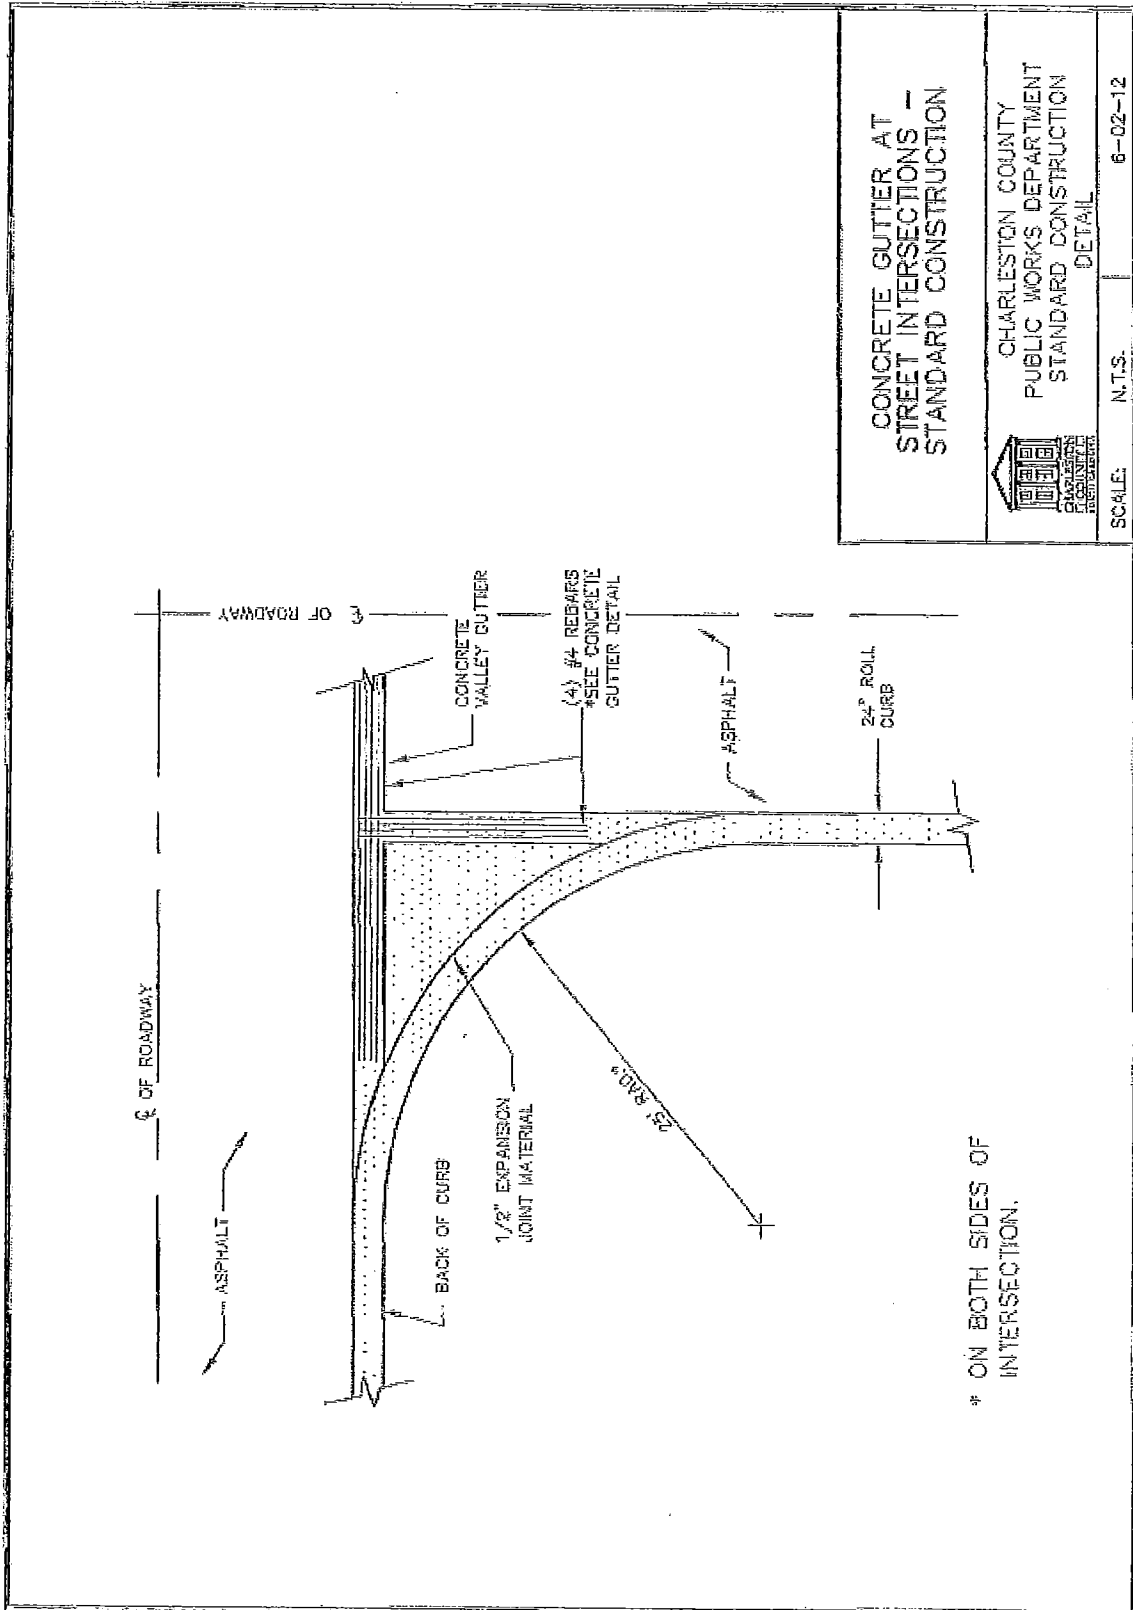 ℄ OF ROADWAY
ASPHALT
℄ OF ROADWAY
CONCRETE
VALLEY GUTTER
(4) #4 REBARS
*SEE CONCRETE
GUTTER DETAIL
BACK OF CURB
1/2" EXPANSION
JOINT MATERIAL
25' RAD.*
ASPHALT
24" ROLL
CURB
* ON BOTH SIDES OF
INTERSECTION.
CONCRETE GUTTER AT
STREET INTERSECTIONS –
STANDARD CONSTRUCTION
CHARLESTON COUNTY
PUBLIC WORKS DEPARTMENT
STANDARD CONSTRUCTION
DETAIL
CHARLESTON
COUNTY
SCALE: N.T.S. 6-02-12